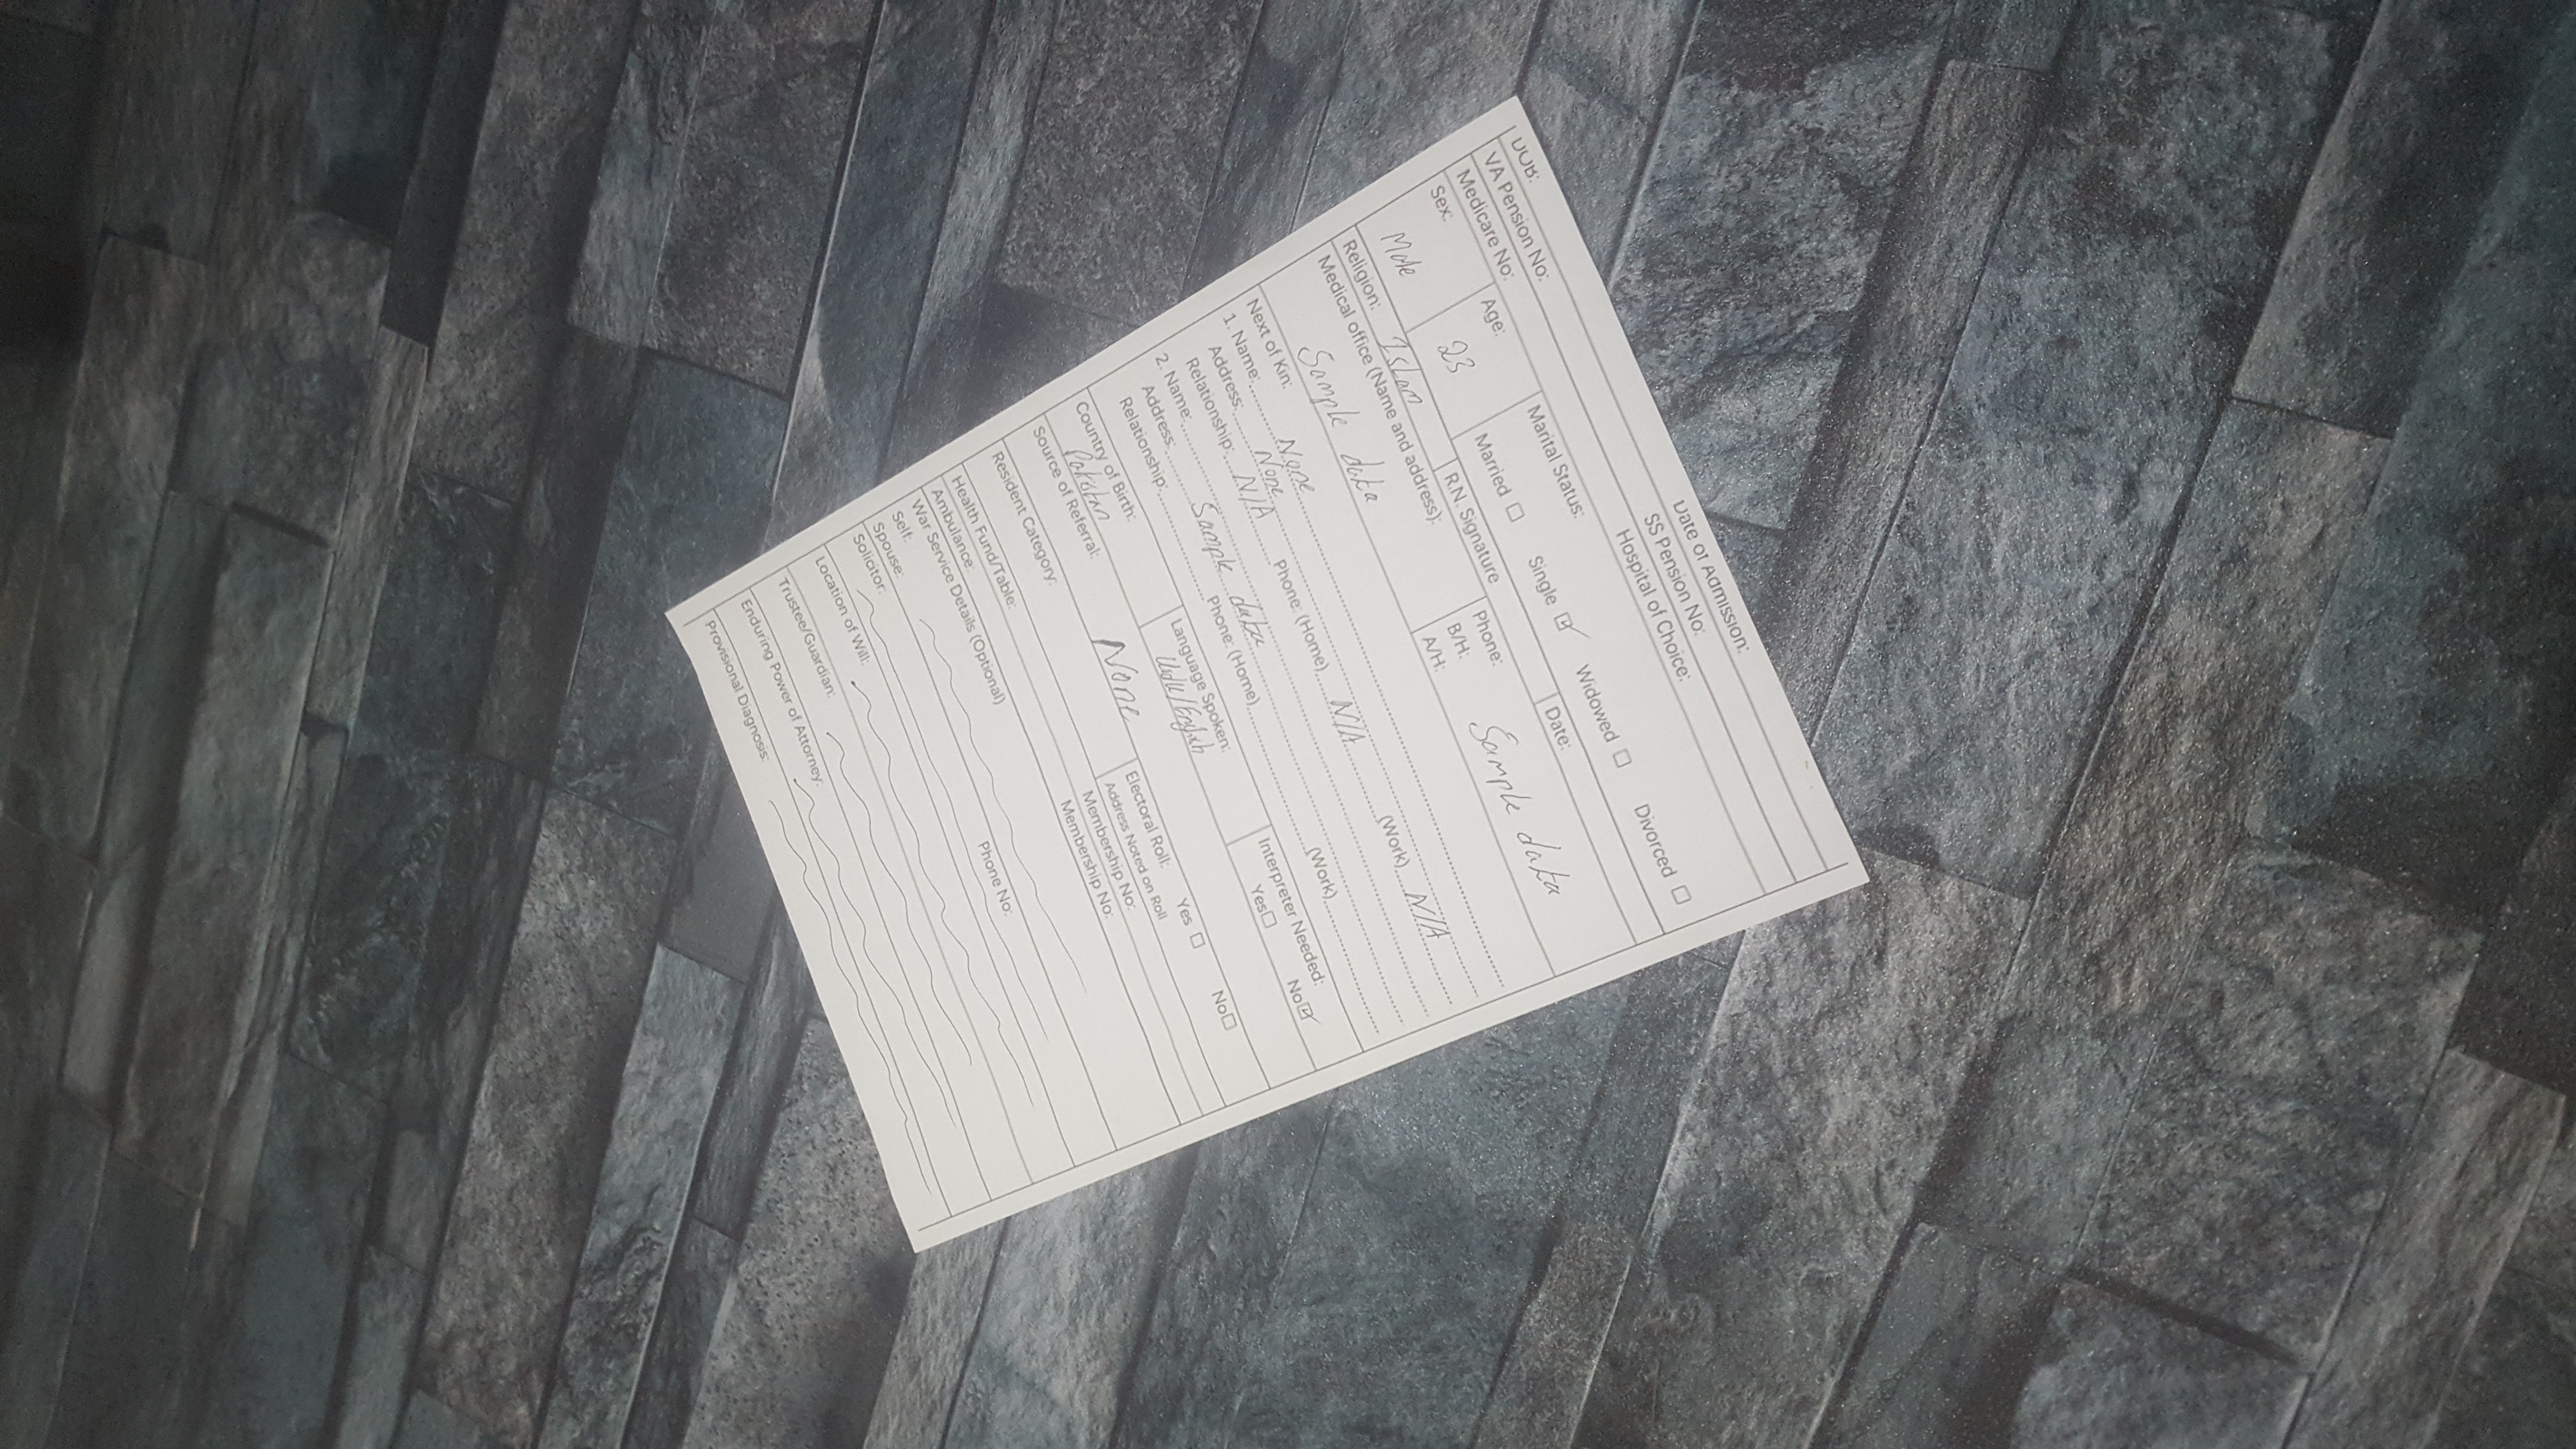 DOB: Date of Admission:
VA Pension No: SS Pension No:
Medicare No: Hospital of Choice:
Sex: Age: Marital Status:
Male 23 Married ☐ Single ☑ Widowed ☐ Divorced ☐
Religion: Islam R.N. Signature Date:
Medical office (Name and address): Phone:
Sample data B/H: Sample data
A/H:
Next of Kin:
1. Name: None
Address: None
Relationship: N/A Phone: (Home) N/A (Work) N/A
2. Name:
Address: Sample data
Relationship: Phone: (Home) (Work)
Country of Birth: Language Spoken: Interpreter Needed:
Pakistan Urdu/English Yes ☐ No ☑
Source of Referral:
Resident Category: None Electoral Roll: Yes ☐ No ☐
Address Noted on Roll
Health Fund/Table: Membership No:
Ambulance: Membership No:
War Service Details (Optional)
Self:
Spouse:
Solicitor: Phone No:
Location of Will:
Trustee/Guardian:
Enduring Power of Attorney:
Provisional Diagnosis: